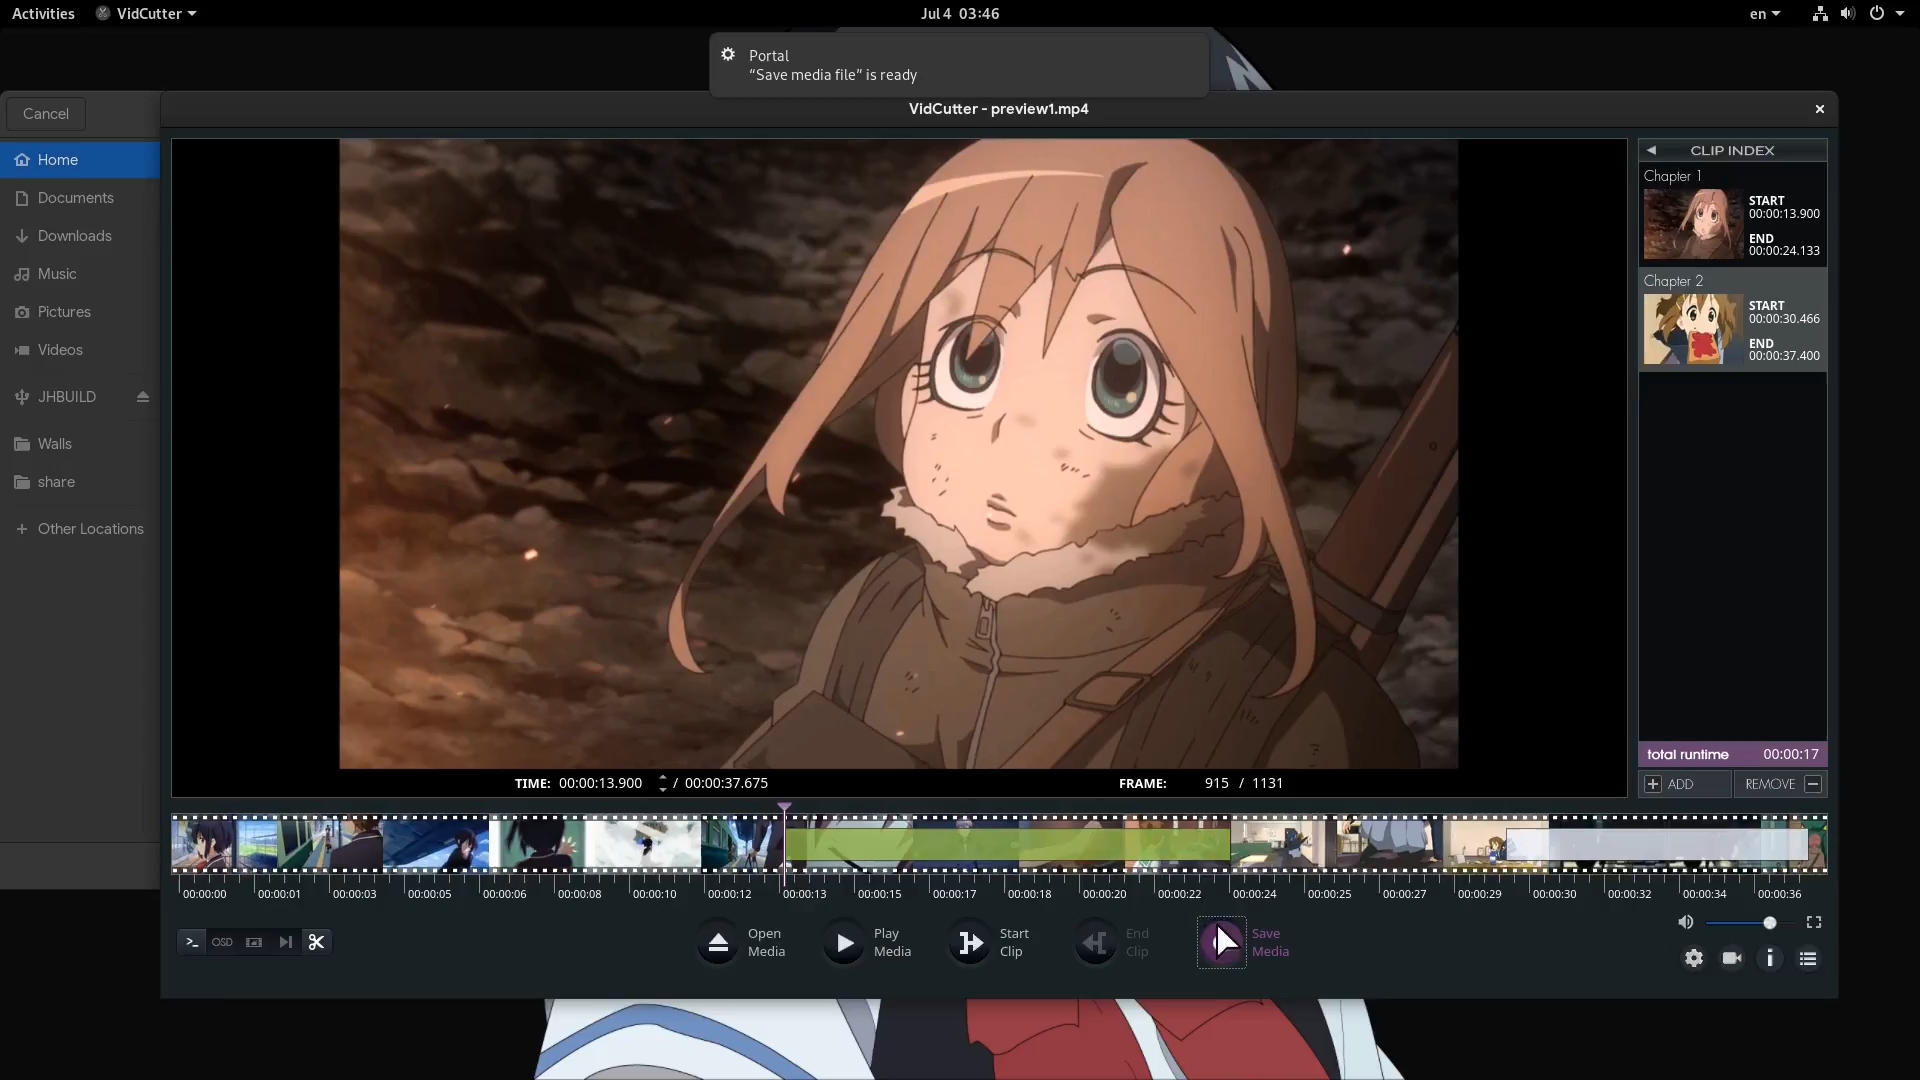 Activities VidCutter Jul 4 03:46 en
Portal
“Save media file” is ready
Cancel
VidCutter - preview1.mp4
Home
Documents
Downloads
Music
Pictures
Videos
JHBUILD
Walls
share
Other Locations
CLIP INDEX
Chapter 1
START
00:00:13.900
END
00:00:24.133
Chapter 2
START
00:00:30.466
END
00:00:37.400
total runtime 00:00:17
ADD REMOVE
TIME: 00:00:13.900 / 00:00:37.675 FRAME: 915 / 1131
00:00:00 00:00:01 00:00:03 00:00:05 00:00:06 00:00:08 00:00:10 00:00:12 00:00:13 00:00:15 00:00:17 00:00:18 00:00:20 00:00:22 00:00:24 00:00:25 00:00:27 00:00:29 00:00:30 00:00:32 00:00:34 00:00:36
OSD
Open
Media
Play
Media
Start
Clip
End
Clip
Save
Media